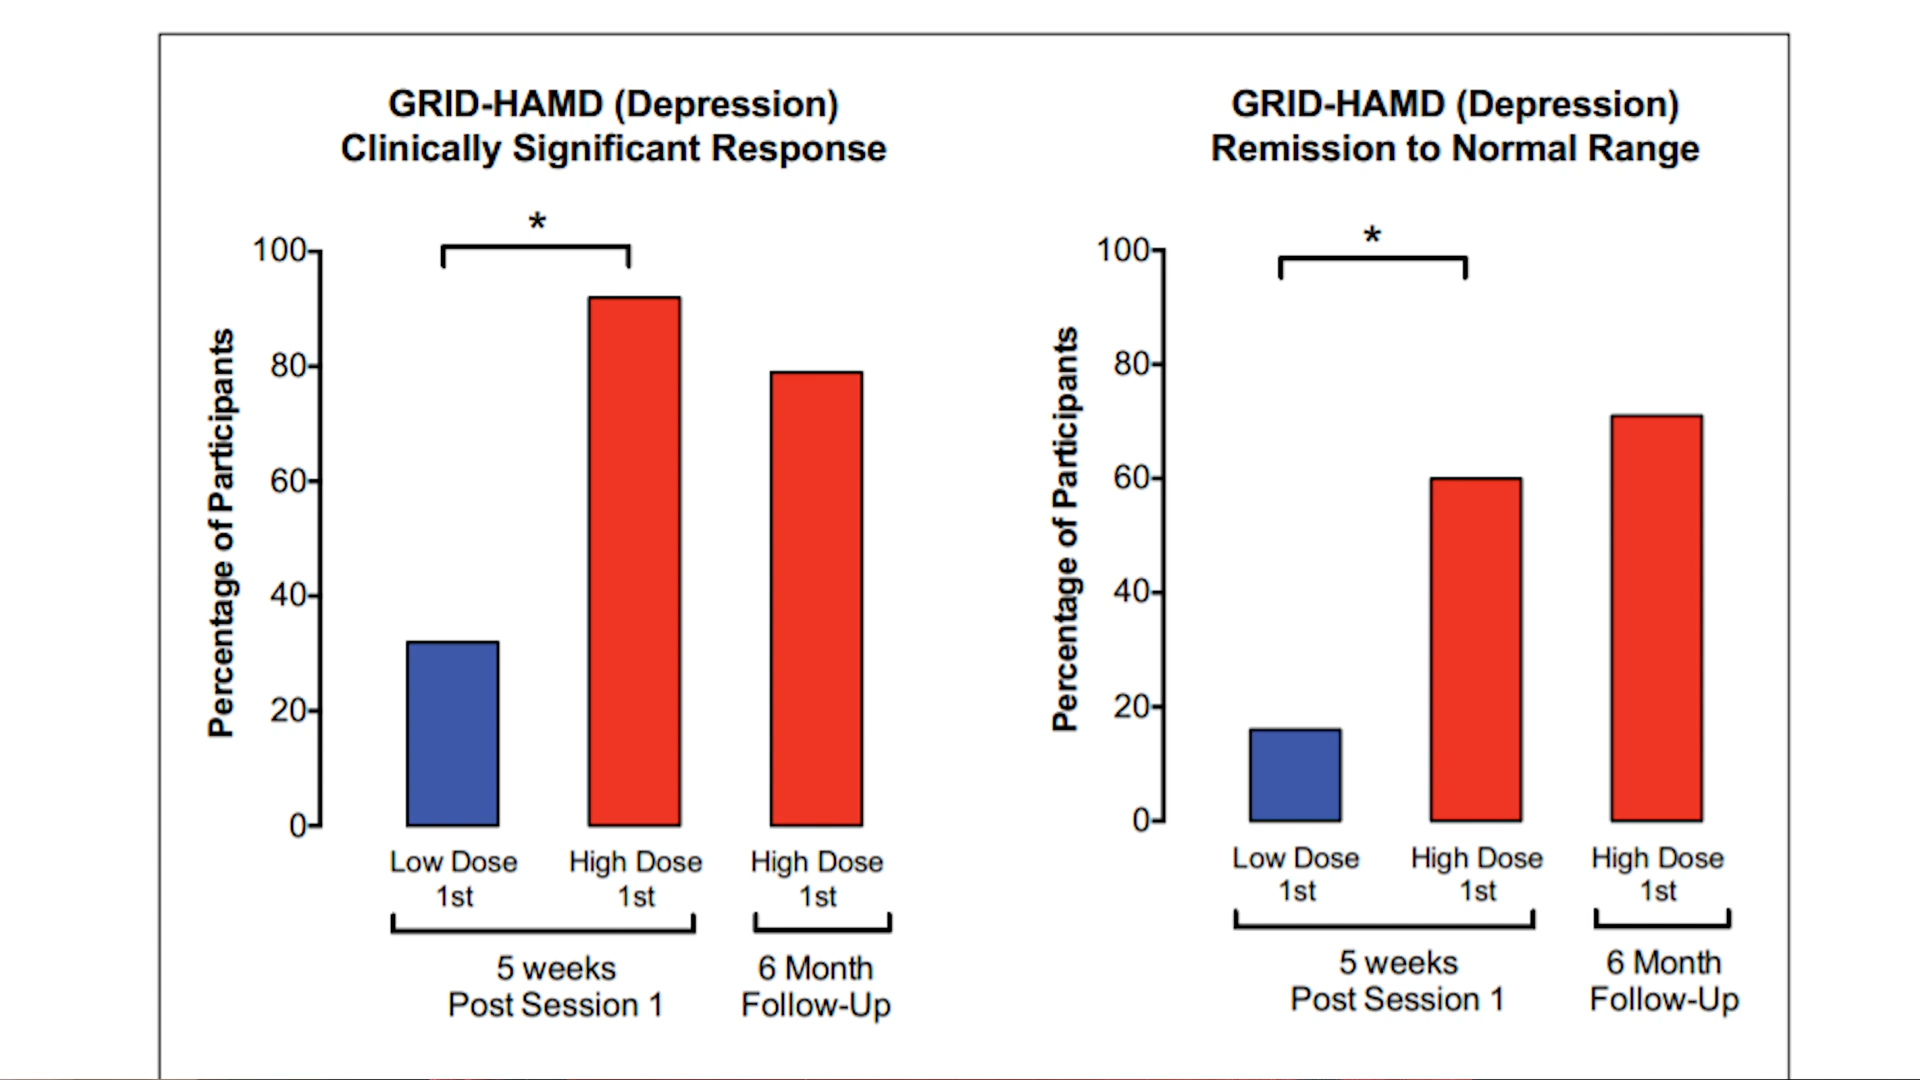 GRID-HAMD (Depression)
Clinically Significant Response
*
100
80
60
40
20
0
Percentage of Participants
Low Dose
1st
High Dose
1st
High Dose
1st
5 weeks
Post Session 1
6 Month
Follow-Up
GRID-HAMD (Depression)
Remission to Normal Range
*
100
80
60
40
20
0
Percentage of Participants
Low Dose
1st
High Dose
1st
High Dose
1st
5 weeks
Post Session 1
6 Month
Follow-Up